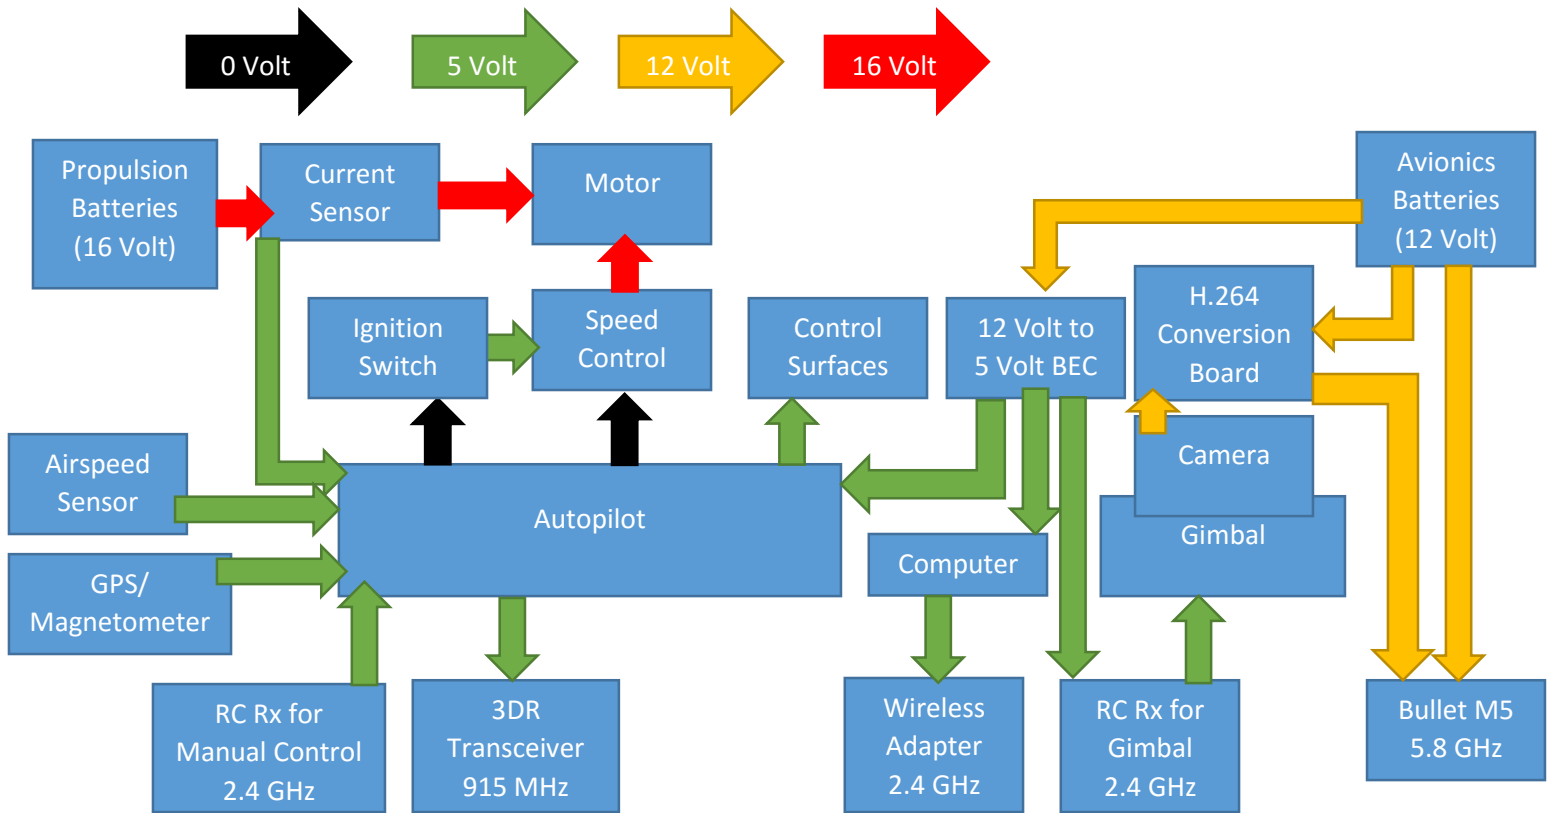 0 Volt
5 Volt
12 Volt
16 Volt
Propulsion
Batteries
(16 Volt)
Current
Sensor
Motor
Avionics
Batteries
(12 Volt)
Ignition
Switch
Speed
Control
Control
Surfaces
12 Volt to
5 Volt BEC
H.264
Conversion
Board
Airspeed
Sensor
Autopilot
Camera
Gimbal
Computer
GPS/
Magnetometer
RC Rx for
Manual Control
2.4 GHz
3DR
Transceiver
915 MHz
Wireless
Adapter
2.4 GHz
RC Rx for
Gimbal
2.4 GHz
Bullet M5
5.8 GHz